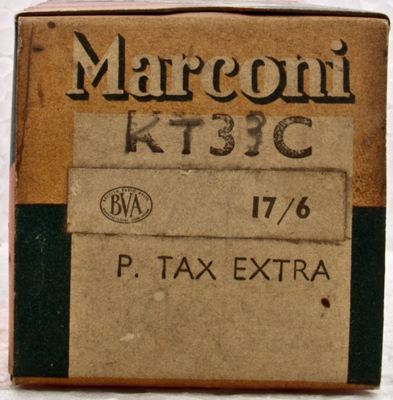 Marconi
KT33C
BVA 17/6
P. TAX EXTRA